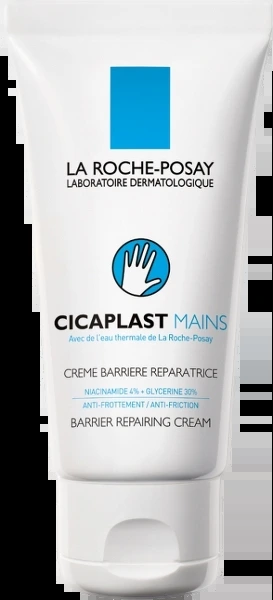 LA ROCHE-POSAY
LABORATOIRE DERMATOLOGIQUE
CICAPLAST MAINS
Avec de l'eau thermale de La Roche-Posay
CREME BARRIERE REPARATRICE
NIACINAMIDE 4% + GLYCERINE 30%
ANTI-FROTTEMENT / ANTI-FRICTION
BARRIER REPAIRING CREAM